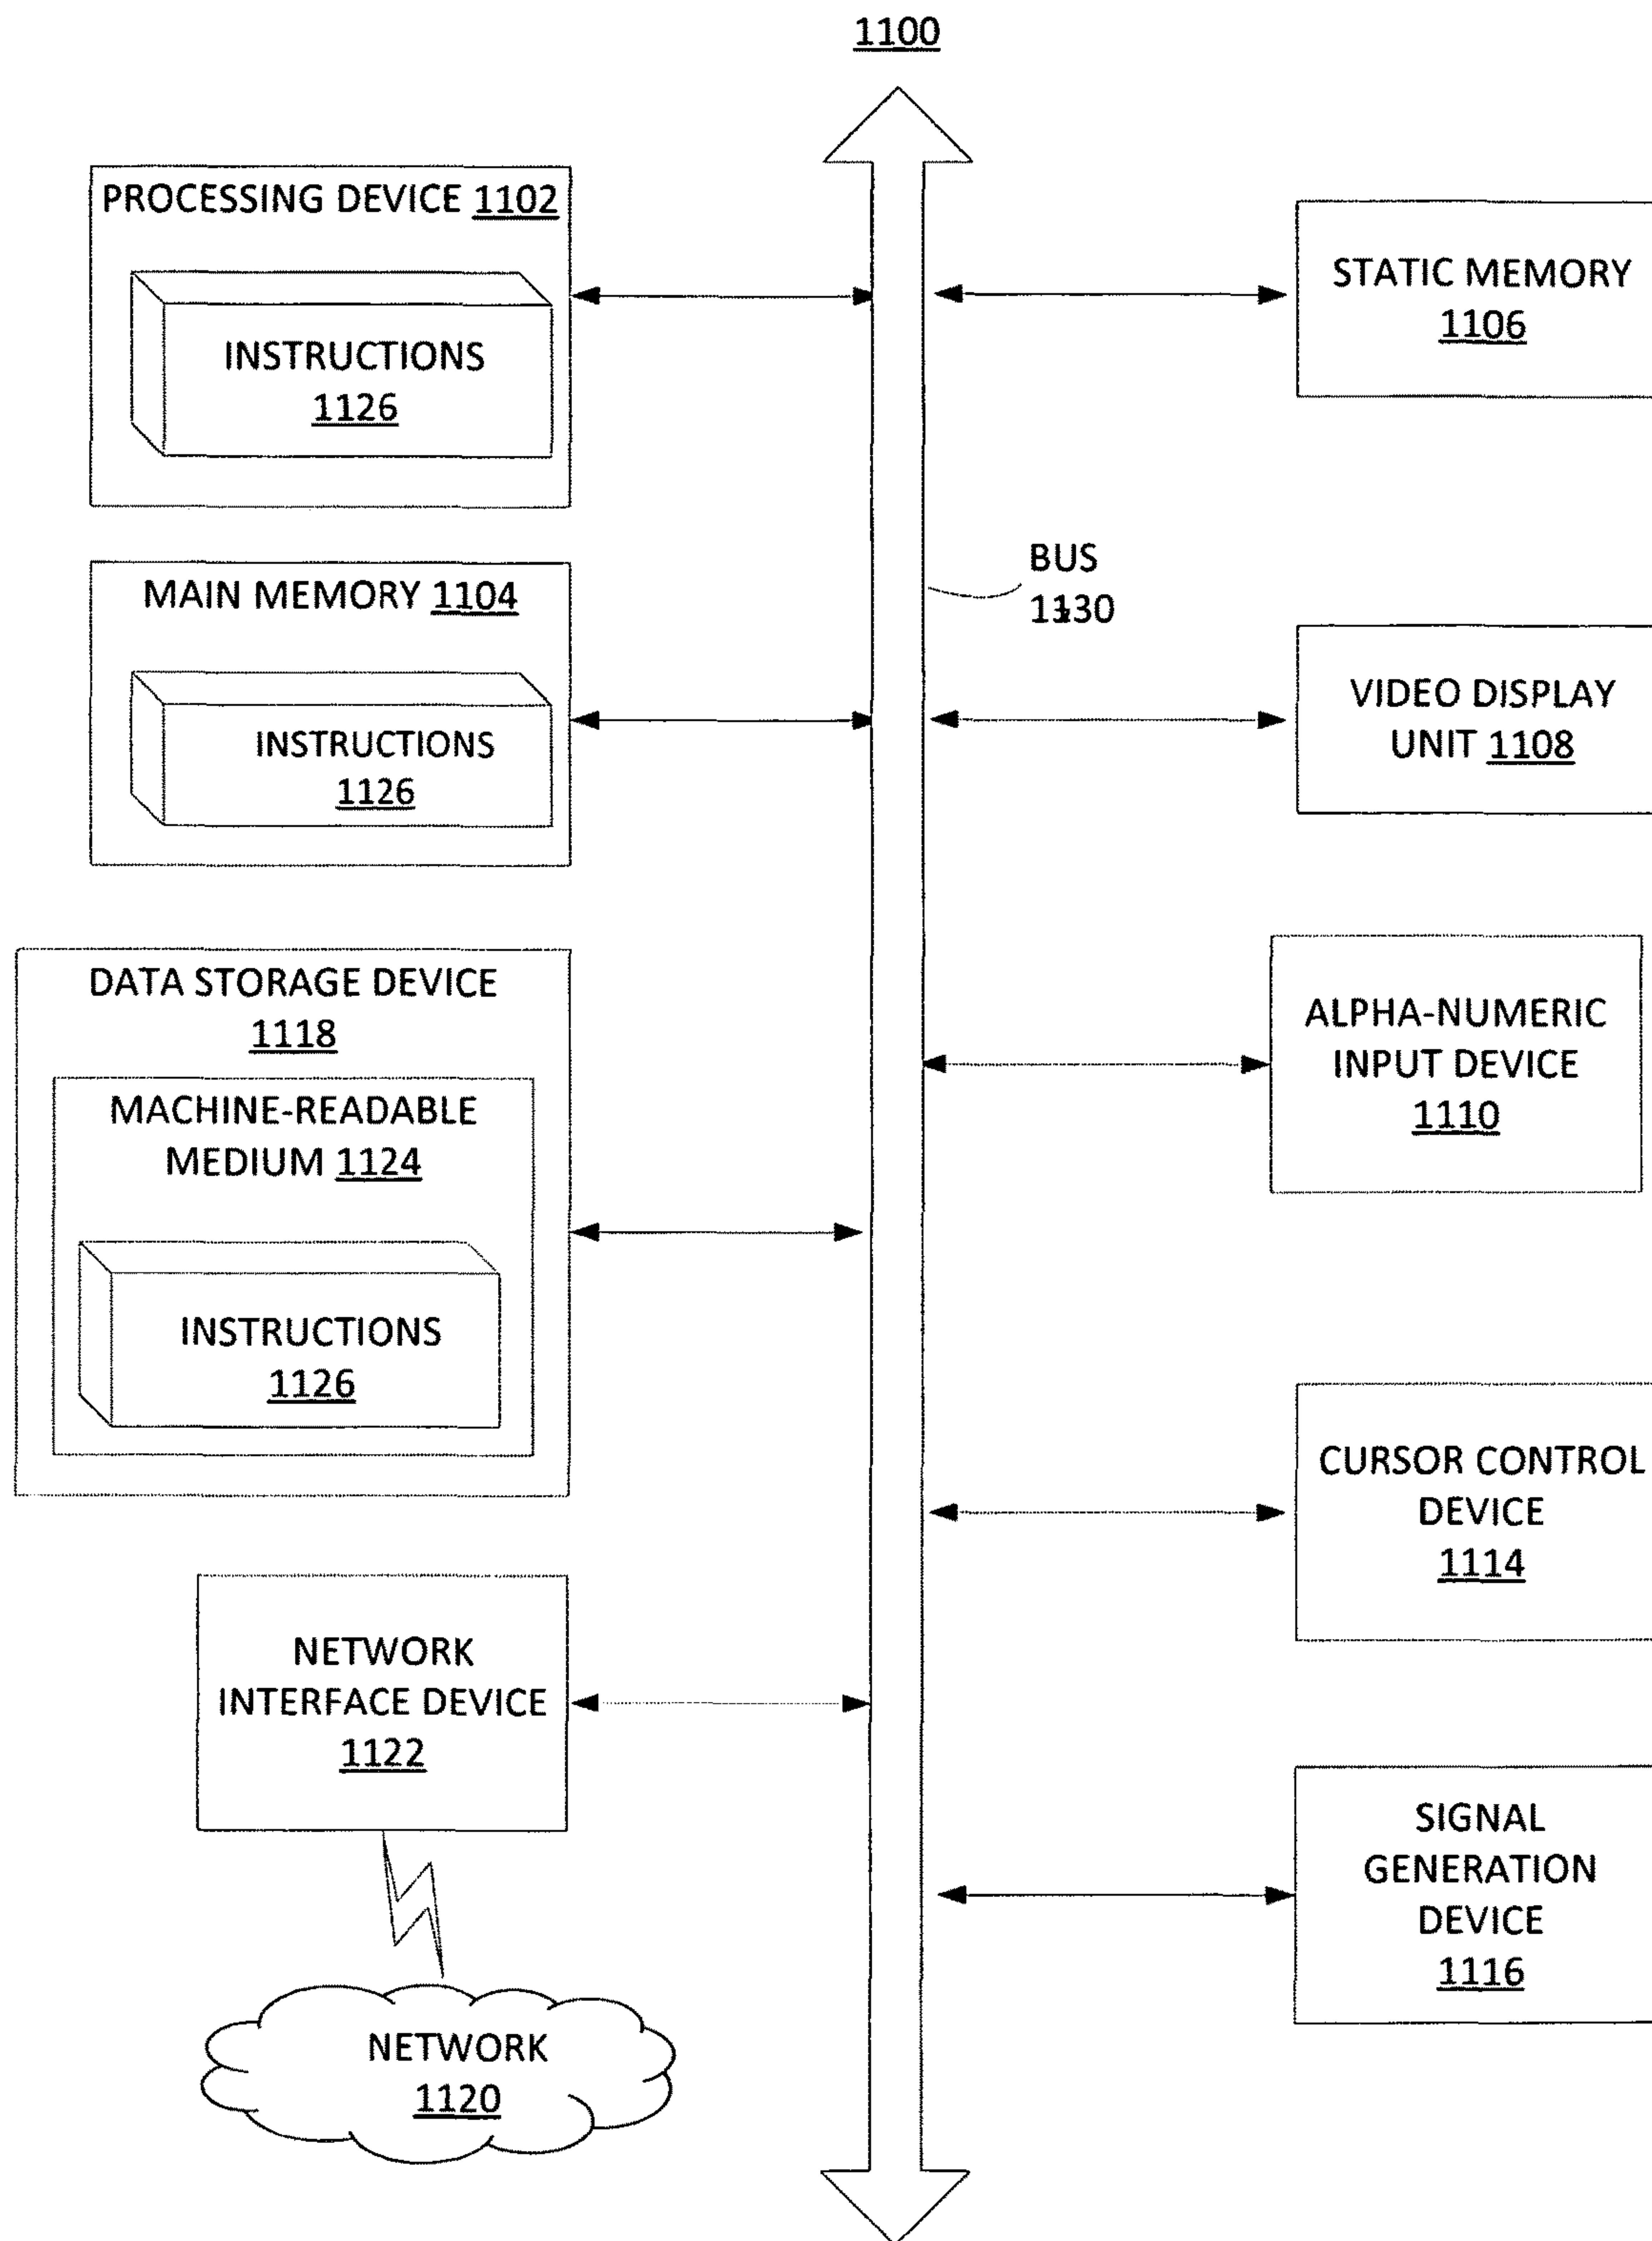 1100
PROCESSING DEVICE 1102
INSTRUCTIONS
1126
MAIN MEMORY 1104
INSTRUCTIONS
1126
DATA STORAGE DEVICE
1118
MACHINE-READABLE
MEDIUM 1124
INSTRUCTIONS
1126
NETWORK
INTERFACE DEVICE
1122
NETWORK
1120
BUS
1130
STATIC MEMORY
1106
VIDEO DISPLAY
UNIT 1108
ALPHA-NUMERIC
INPUT DEVICE
1110
CURSOR CONTROL
DEVICE
1114
SIGNAL
GENERATION
DEVICE
1116